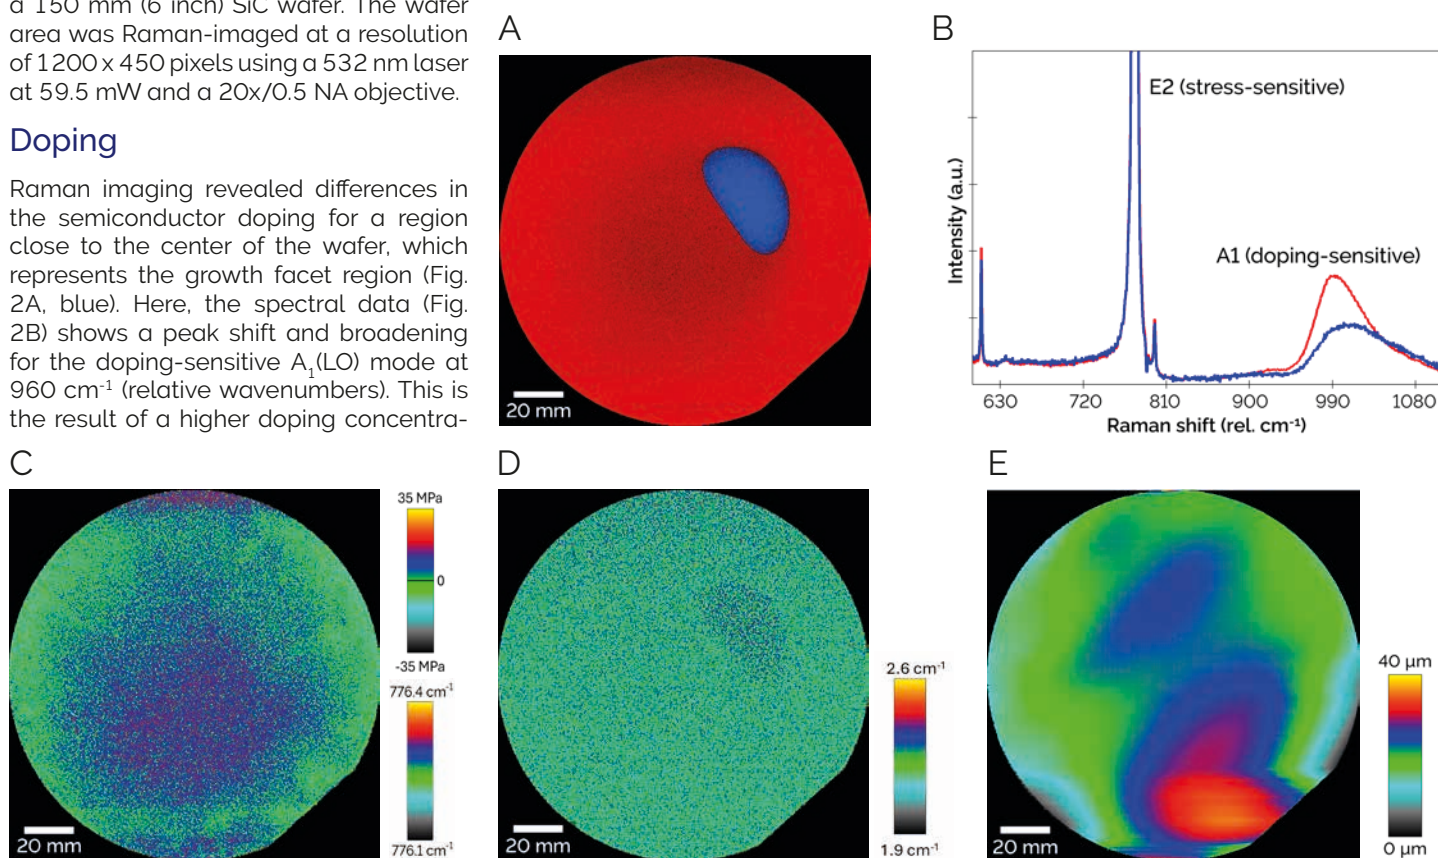 a 150 mm (6 inch) SiC wafer. The wafer
area was Raman-imaged at a resolution
of 1200 x 450 pixels using a 532 nm laser
at 59.5 mW and a 20x/0.5 NA objective.
Doping
Raman imaging revealed differences in
the semiconductor doping for a region
close to the center of the wafer, which
represents the growth facet region (Fig.
2A, blue). Here, the spectral data (Fig.
2B) shows a peak shift and broadening
for the doping-sensitive A₁(LO) mode at
960 cm⁻¹ (relative wavenumbers). This is
the result of a higher doping concentra-
A
20 mm
B
E2 (stress-sensitive)
A1 (doping-sensitive)
Intensity (a.u.)
630 720 810 900 990 1080
Raman shift (rel. cm⁻¹)
C
35 MPa
0
-35 MPa
776.4 cm⁻¹
776.1 cm⁻¹
20 mm
D
2.6 cm⁻¹
1.9 cm⁻¹
20 mm
E
40 µm
0 µm
20 mm